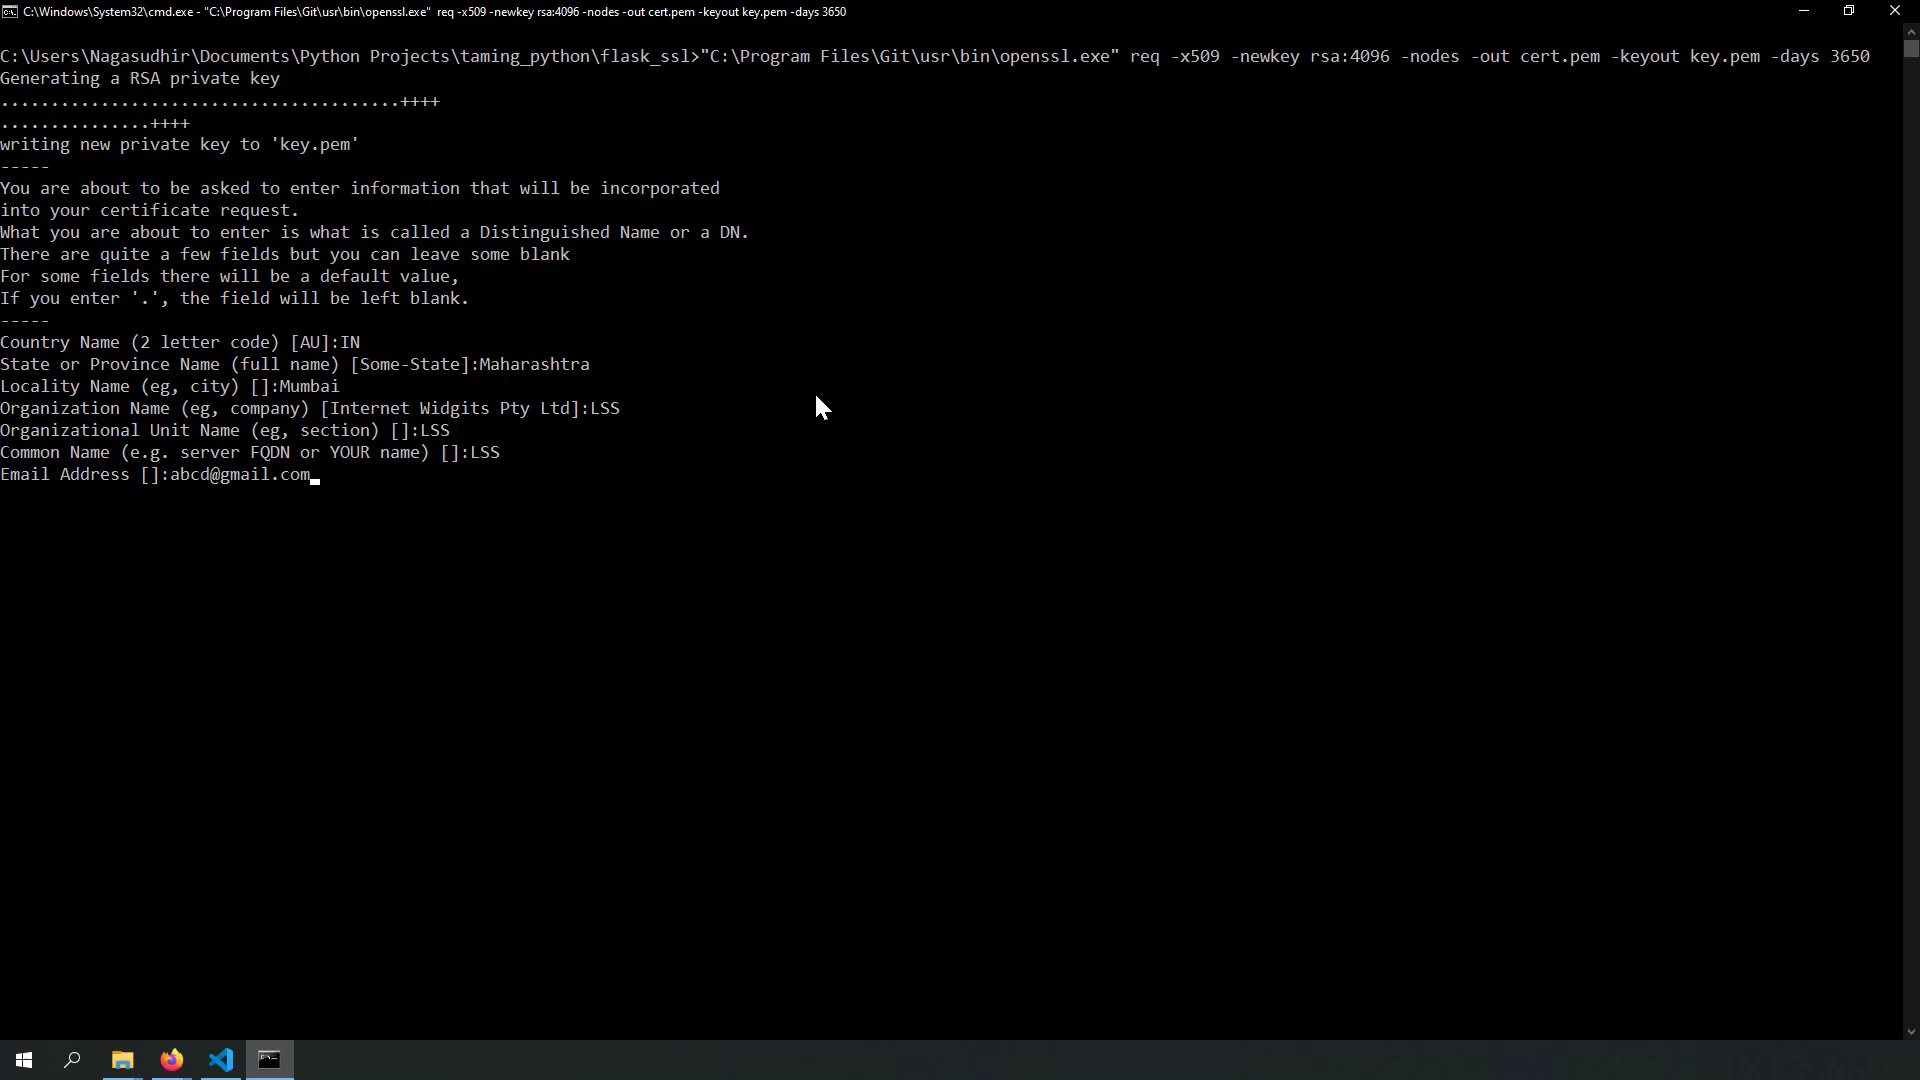 C:\Windows\System32\cmd.exe - "C:\Program Files\Git\usr\bin\openssl.exe"  req -x509 -newkey rsa:4096 -nodes -out cert.pem -keyout key.pem -days 3650
C:\Users\Nagasudhir\Documents\Python Projects\taming_python\flask_ssl>"C:\Program Files\Git\usr\bin\openssl.exe" req -x509 -newkey rsa:4096 -nodes -out cert.pem -keyout key.pem -days 3650
Generating a RSA private key
........................................++++
...............++++
writing new private key to 'key.pem'
-----
You are about to be asked to enter information that will be incorporated
into your certificate request.
What you are about to enter is what is called a Distinguished Name or a DN.
There are quite a few fields but you can leave some blank
For some fields there will be a default value,
If you enter '.', the field will be left blank.
-----
Country Name (2 letter code) [AU]:IN
State or Province Name (full name) [Some-State]:Maharashtra
Locality Name (eg, city) []:Mumbai
Organization Name (eg, company) [Internet Widgits Pty Ltd]:LSS
Organizational Unit Name (eg, section) []:LSS
Common Name (e.g. server FQDN or YOUR name) []:LSS
Email Address []:abcd@gmail.com